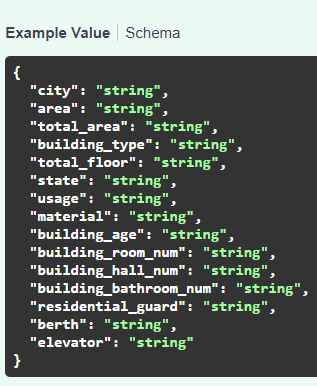 Example Value Schema
{
  "city": "string",
  "area": "string",
  "total_area": "string",
  "building_type": "string",
  "total_floor": "string",
  "state": "string",
  "usage": "string",
  "material": "string",
  "building_age": "string",
  "building_room_num": "string",
  "building_hall_num": "string",
  "building_bathroom_num": "string",
  "residential_guard": "string",
  "berth": "string",
  "elevator": "string"
}